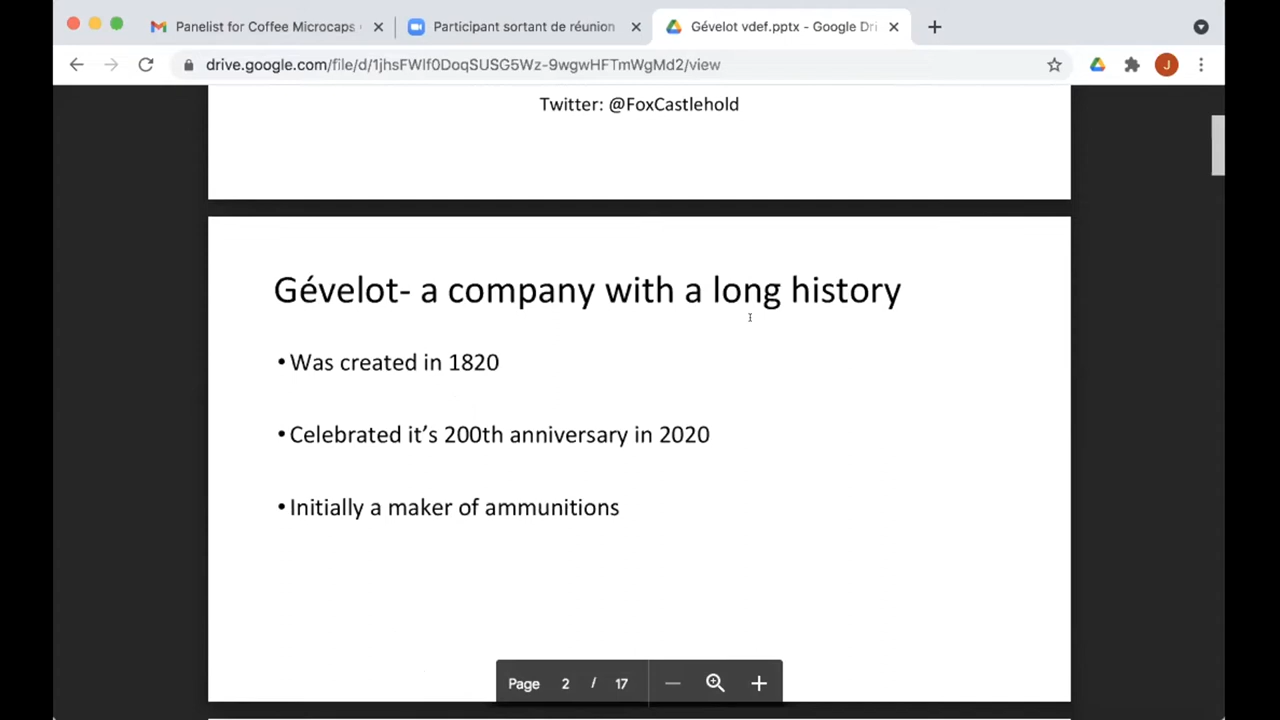 Panelist for Coffee Microcaps
Participant sortant de réunion
Gévelot vdef.pptx - Google Dri
drive.google.com/file/d/1jhsFWIf0DoqSUSG5Wz-9wgwHFTmWgMd2/view
J
Twitter: @FoxCastlehold
Gévelot- a company with a long history
•Was created in 1820
•Celebrated it’s 200th anniversary in 2020
•Initially a maker of ammunitions
Page 2 / 17